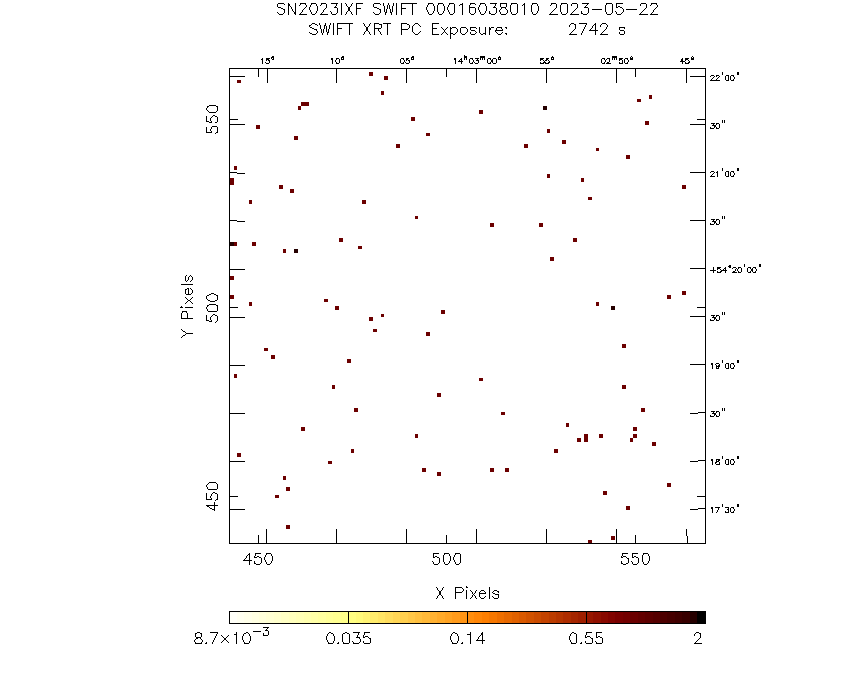 SN2023IXF SWIFT 00016038010 2023-05-22
SWIFT XRT PC Exposure: 2742 s
15ˢ 10ˢ 05ˢ 14ʰ03ᵐ00ˢ 55ˢ 02ᵐ50ˢ 45ˢ
22'00"
550
30"
21'00"
30"
+54°20'00"
Y Pixels
500
30"
19'00"
30"
18'00"
450
17'30"
450 500 550
X Pixels
8.7×10⁻³ 0.035 0.14 0.55 2